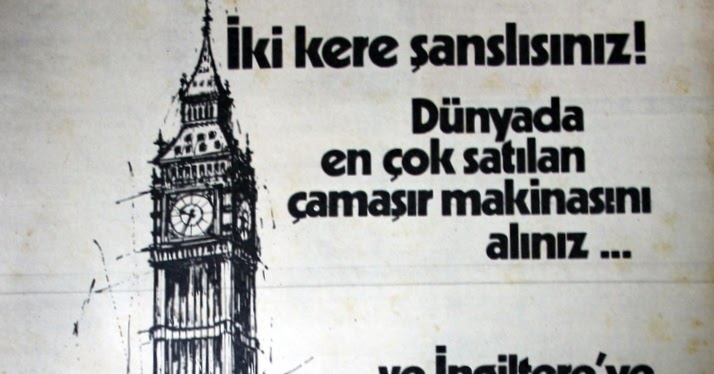 İki kere şanslısınız!
Dünyada
en çok satılan
çamaşır makinasını
alınız ...
ve İngiltere'ye